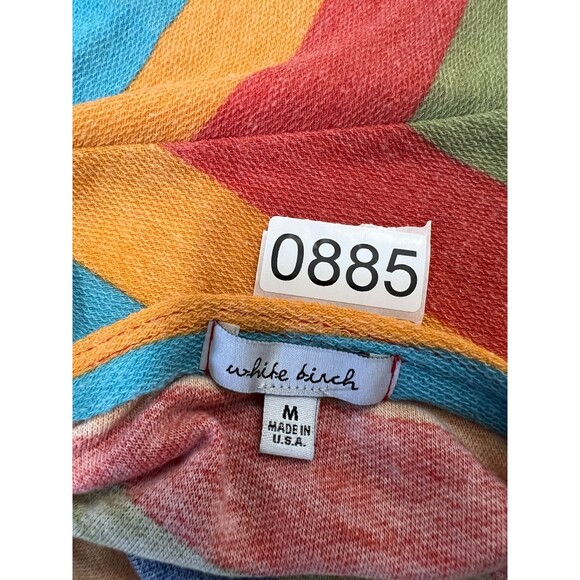 0885
white birch
M
MADE IN
U.S.A.